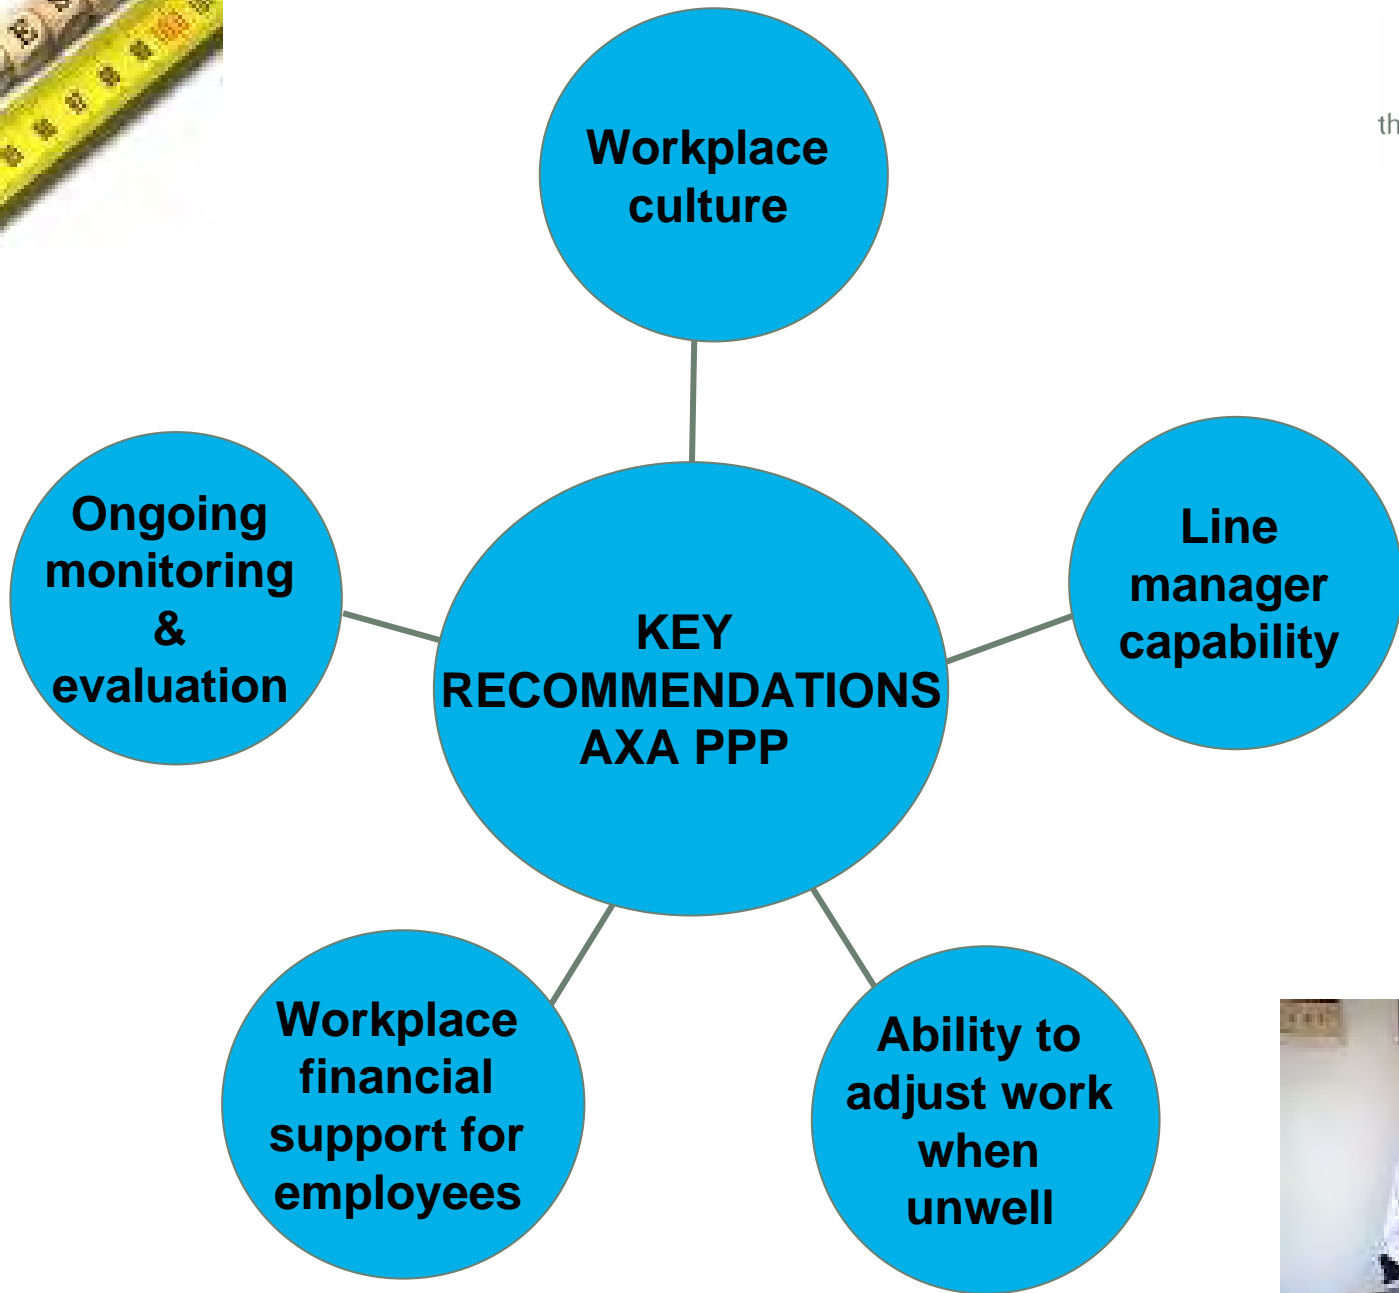 Workplace
culture
Ongoing
monitoring
&
evaluation
Line
manager
capability
KEY
RECOMMENDATIONS
AXA PPP
Workplace
financial
support for
employees
Ability to
adjust work
when
unwell
th